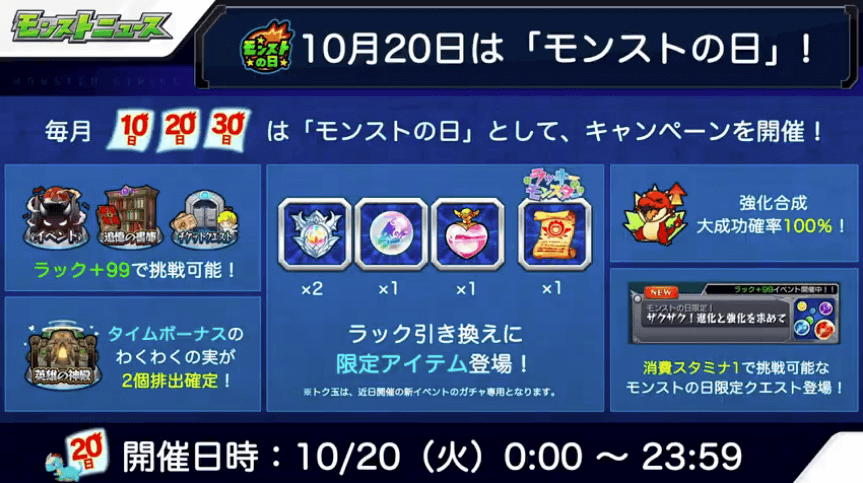 モンストニュース
モンストの日
10月20日は「モンストの日」!
毎月 10日 20日 30日 は「モンストの日」として、キャンペーンを開催!
イベント
追憶の書庫
チケットクエスト
ラック+99で挑戦可能!
タイムボーナスの
わくわくの実が
2個排出確定!
英雄の神殿
ラッキーモンスター
×2
×1
×1
×1
ラック引き換えに
限定アイテム登場!
※トク玉は、近日開催の新イベントのガチャ専用となります。
強化合成
大成功確率100%!
NEW
ラック+99イベント開催中!!
モンストの日限定!
ザクザク!進化と強化を求めて
消費スタミナ1で挑戦可能な
モンストの日限定クエスト登場!
20日
開催日時:10/20(火)0:00 〜 23:59